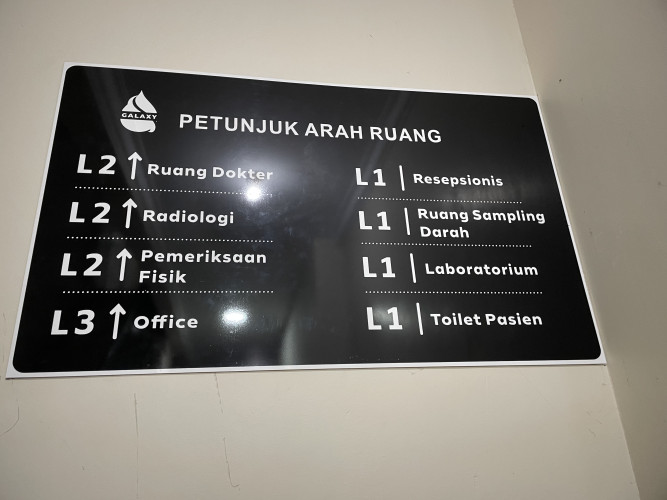 GALAXY
PETUNJUK ARAH RUANG
L2 ↑ Ruang Dokter
L2 ↑ Radiologi
L2 ↑ Pemeriksaan
Fisik
L3 ↑ Office
L1 | Resepsionis
L1 | Ruang Sampling
Darah
L1 | Laboratorium
L1 | Toilet Pasien